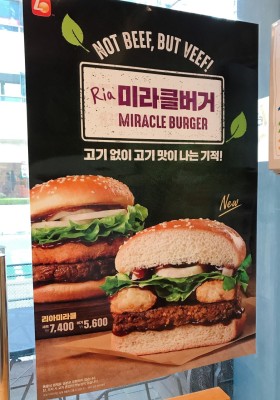 NOT BEEF, BUT VEEF!
Ria 미라클버거
MIRACLE BURGER
고기 없이 고기 맛이 나는 기적!
New
리아미라클
7,400 5,600